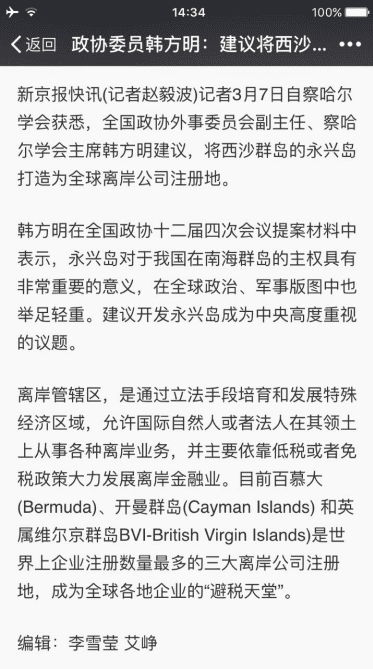 14:34
100%
返回
政协委员韩方明：建议将西沙...
新京报快讯(记者赵毅波)记者3月7日自察哈尔
学会获悉，全国政协外事委员会副主任、察哈
尔学会主席韩方明建议，将西沙群岛的永兴岛
打造为全球离岸公司注册地。
韩方明在全国政协十二届四次会议提案材料中
表示，永兴岛对于我国在南海群岛的主权具有
非常重要的意义，在全球政治、军事版图中也
举足轻重。建议开发永兴岛成为中央高度重视
的议题。
离岸管辖区，是通过立法手段培育和发展特殊
经济区域，允许国际自然人或者法人在其领土
上从事各种离岸业务，并主要依靠低税或者免
税政策大力发展离岸金融业。目前百慕大
(Bermuda)、开曼群岛(Cayman Islands) 和英
属维尔京群岛BVI-British Virgin Islands)是世
界上企业注册数量最多的三大离岸公司注册
地，成为全球各地企业的“避税天堂”。
编辑：李雪莹 艾峥